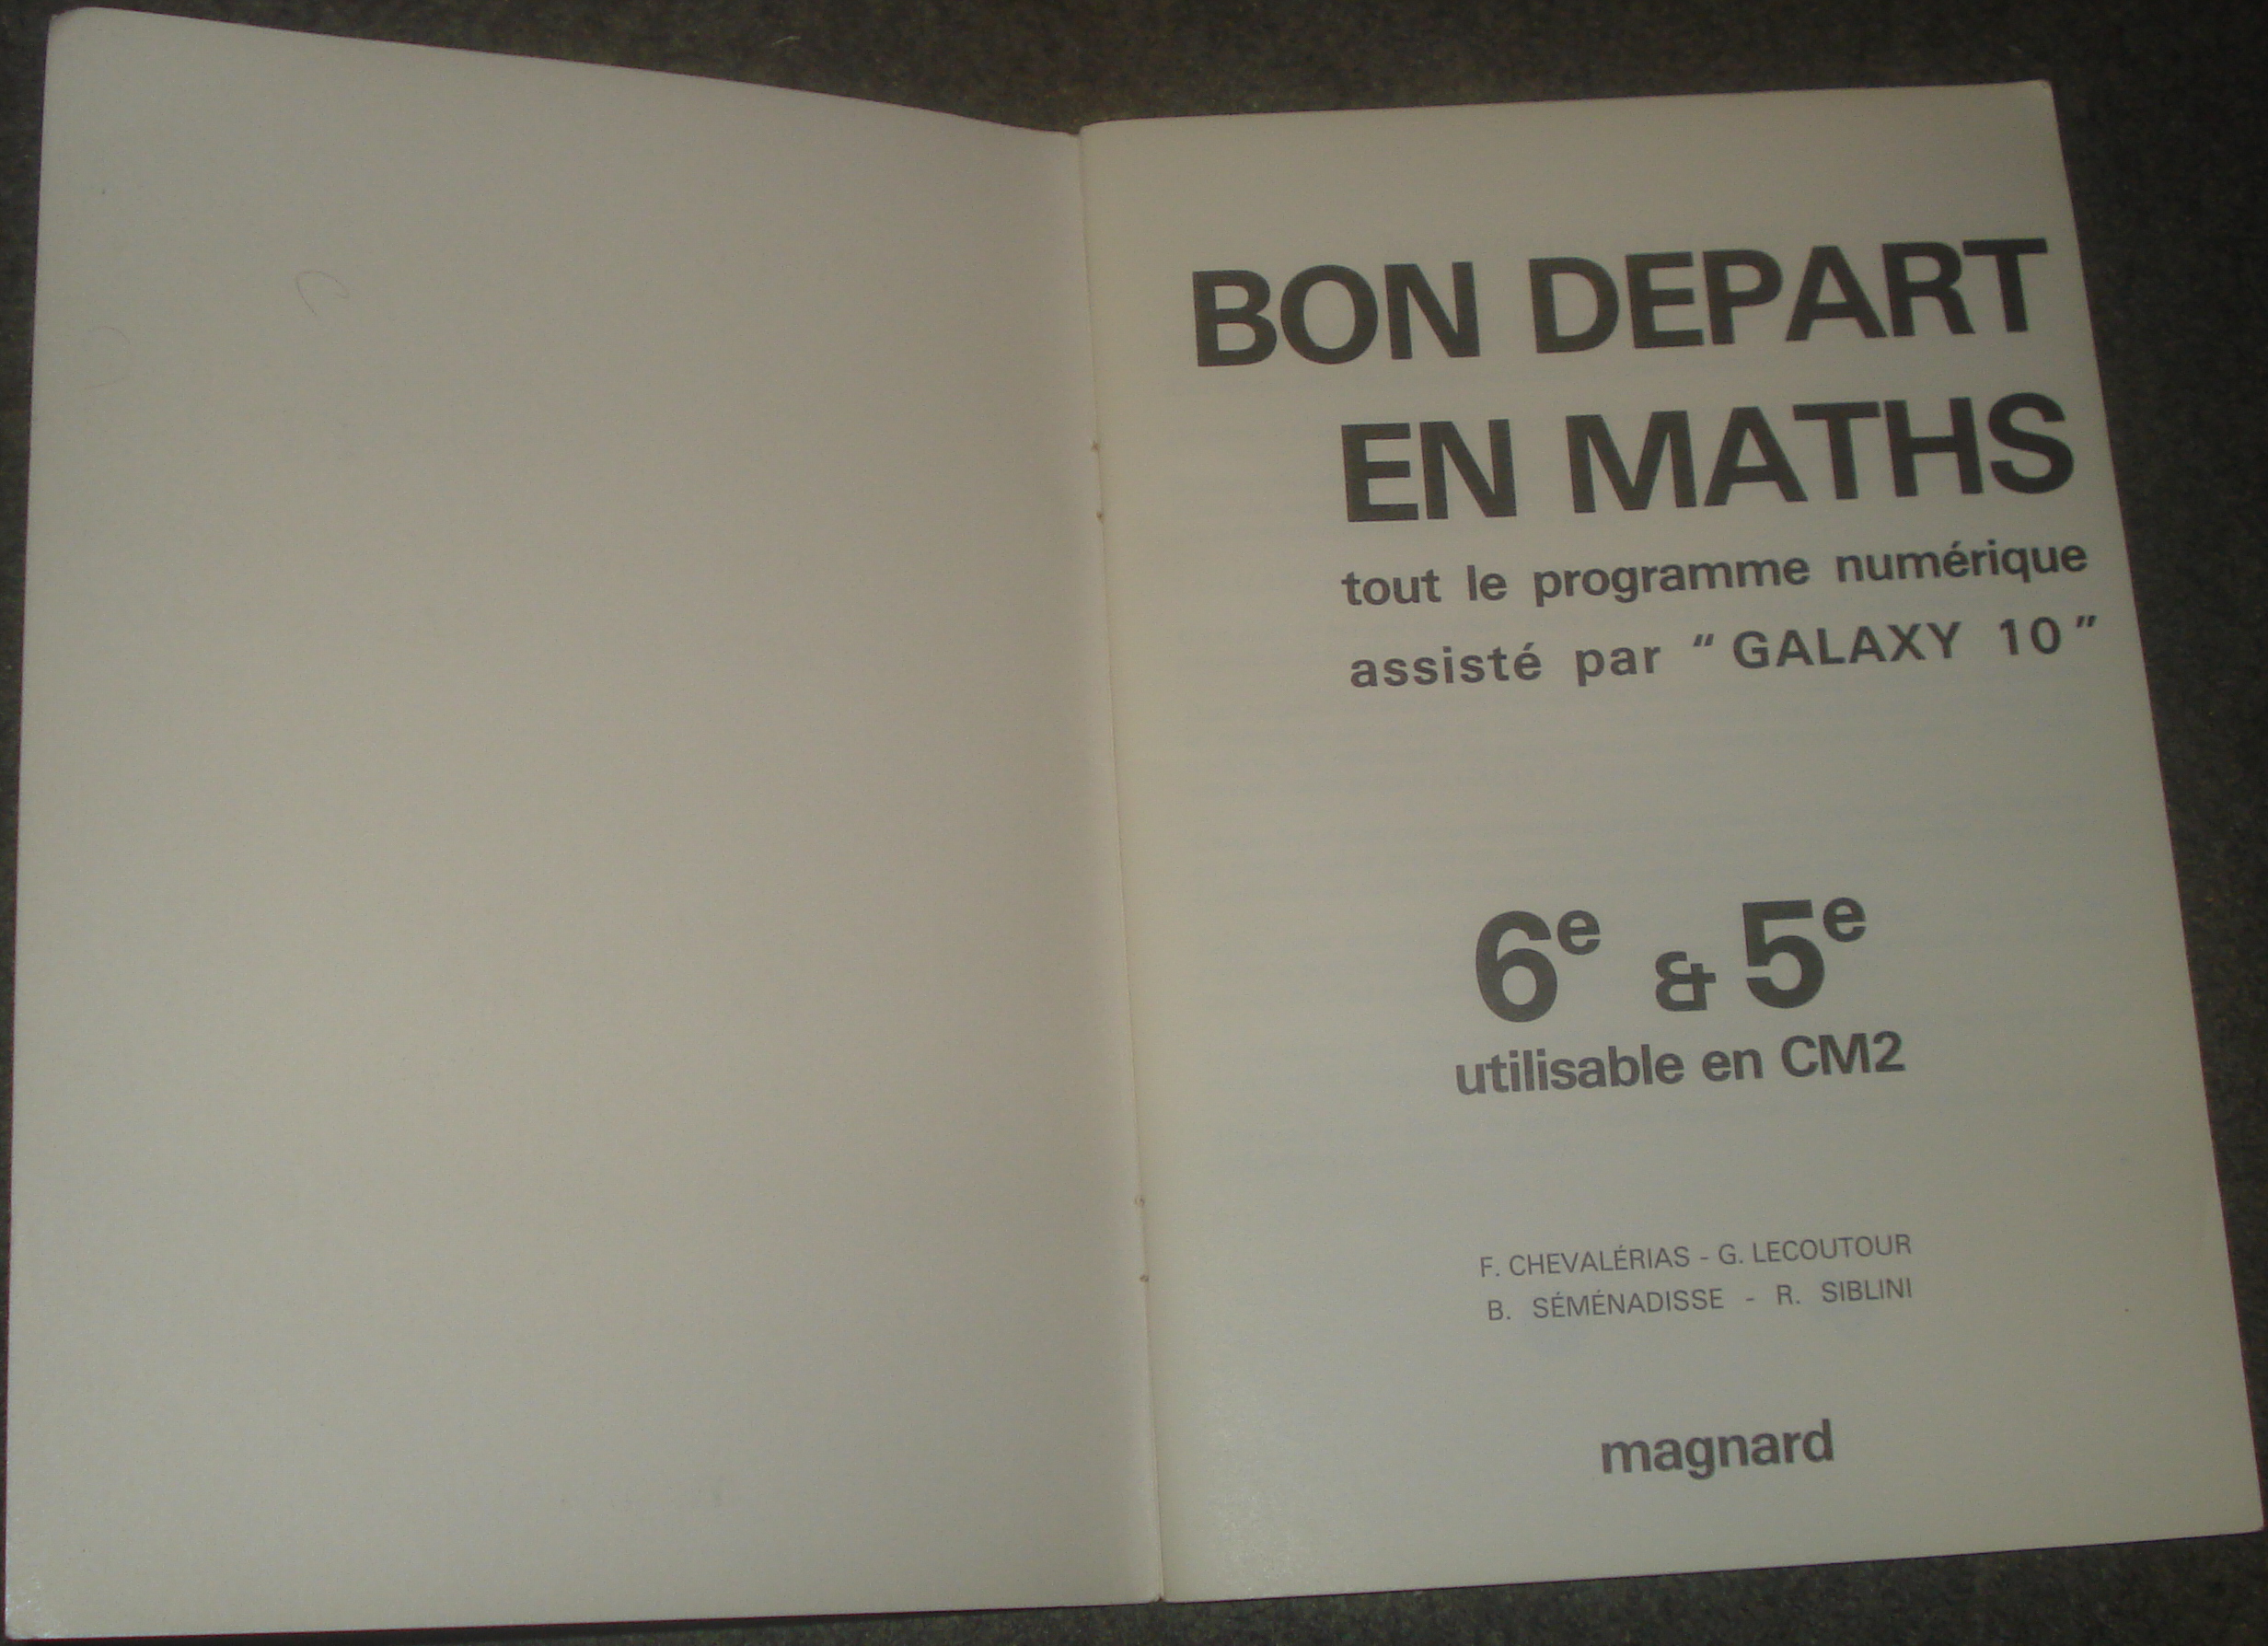 BON DEPART
EN MATHS
tout le programme numérique
assisté par “ GALAXY 10 ”
6e & 5e
utilisable en CM2
F. CHEVALÉRIAS - G. LECOUTOUR
B. SÉMÉNADISSE - R. SIBLINI
magnard